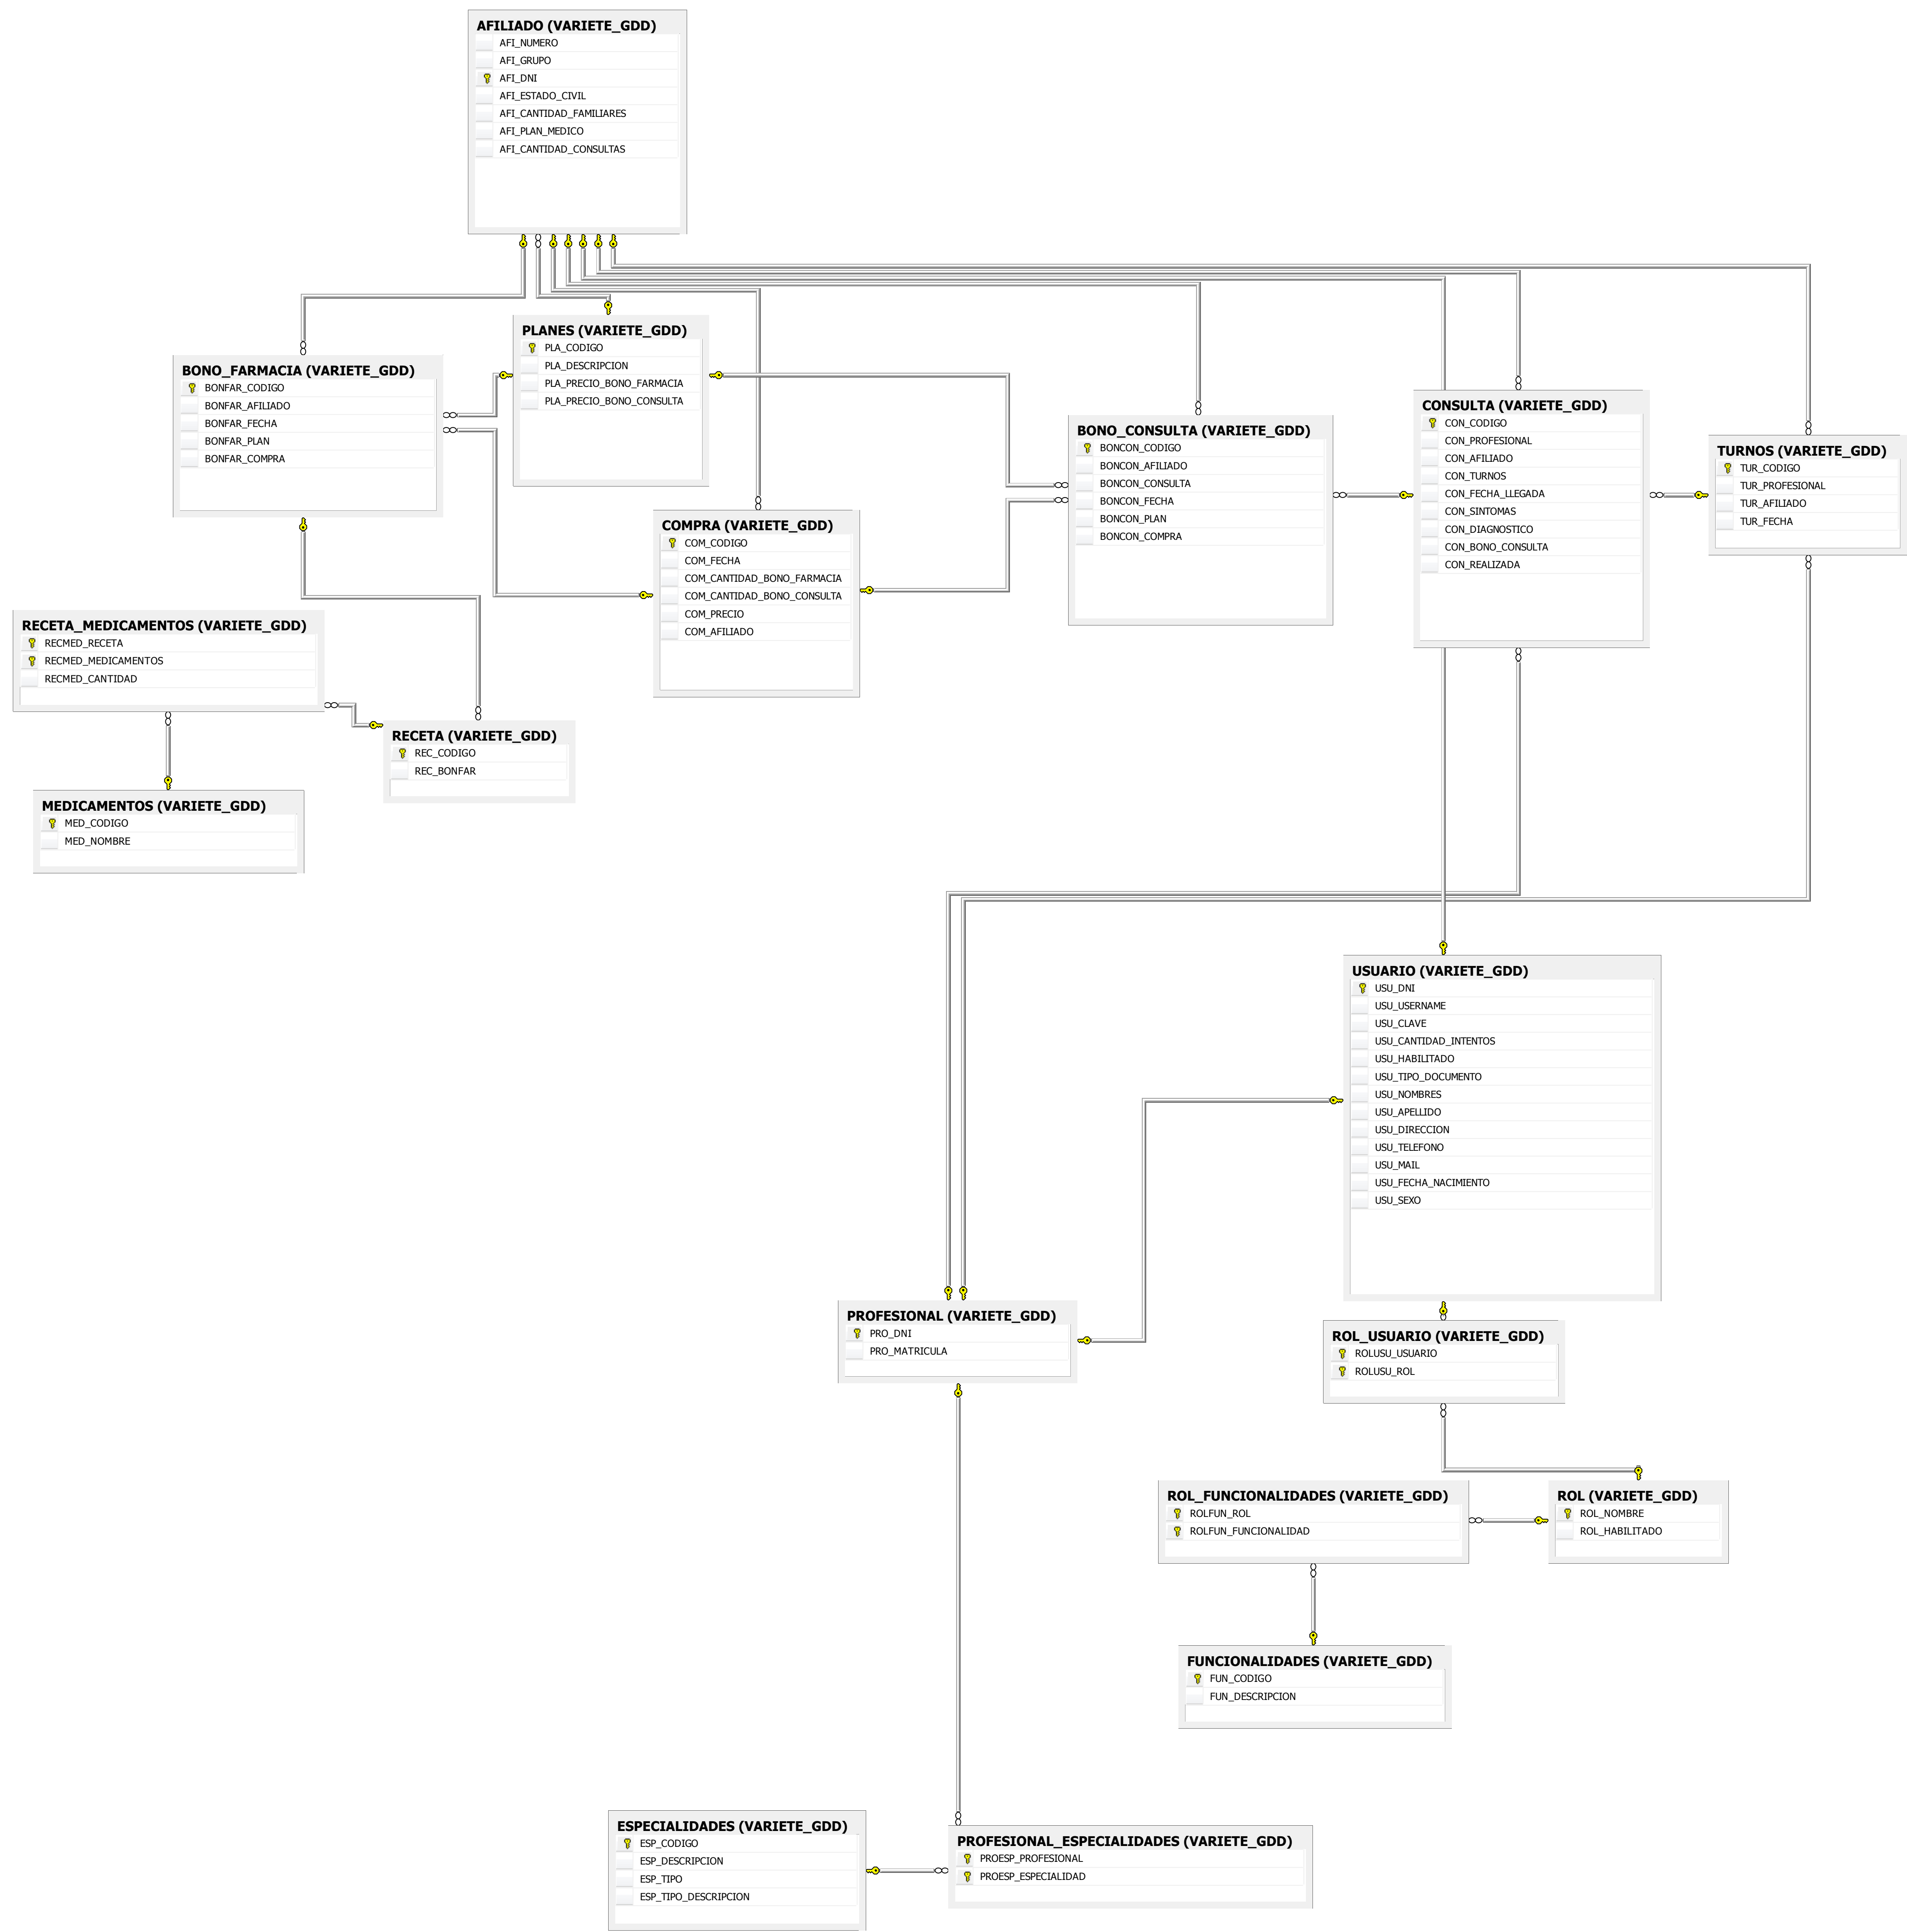 AFILIADO (VARIETE_GDD)
AFI_NUMERO
AFI_GRUPO
AFI_DNI
AFI_ESTADO_CIVIL
AFI_CANTIDAD_FAMILIARES
AFI_PLAN_MEDICO
AFI_CANTIDAD_CONSULTAS
PLANES (VARIETE_GDD)
PLA_CODIGO
PLA_DESCRIPCION
PLA_PRECIO_BONO_FARMACIA
PLA_PRECIO_BONO_CONSULTA
BONO_FARMACIA (VARIETE_GDD)
BONFAR_CODIGO
BONFAR_AFILIADO
BONFAR_FECHA
BONFAR_PLAN
BONFAR_COMPRA
CONSULTA (VARIETE_GDD)
CON_CODIGO
CON_PROFESIONAL
CON_AFILIADO
CON_TURNOS
CON_FECHA_LLEGADA
CON_SINTOMAS
CON_DIAGNOSTICO
CON_BONO_CONSULTA
CON_REALIZADA
BONO_CONSULTA (VARIETE_GDD)
BONCON_CODIGO
BONCON_AFILIADO
BONCON_CONSULTA
BONCON_FECHA
BONCON_PLAN
BONCON_COMPRA
TURNOS (VARIETE_GDD)
TUR_CODIGO
TUR_PROFESIONAL
TUR_AFILIADO
TUR_FECHA
COMPRA (VARIETE_GDD)
COM_CODIGO
COM_FECHA
COM_CANTIDAD_BONO_FARMACIA
COM_CANTIDAD_BONO_CONSULTA
COM_PRECIO
COM_AFILIADO
RECETA_MEDICAMENTOS (VARIETE_GDD)
RECMED_RECETA
RECMED_MEDICAMENTOS
RECMED_CANTIDAD
RECETA (VARIETE_GDD)
REC_CODIGO
REC_BONFAR
MEDICAMENTOS (VARIETE_GDD)
MED_CODIGO
MED_NOMBRE
USUARIO (VARIETE_GDD)
USU_DNI
USU_USERNAME
USU_CLAVE
USU_CANTIDAD_INTENTOS
USU_HABILITADO
USU_TIPO_DOCUMENTO
USU_NOMBRES
USU_APELLIDO
USU_DIRECCION
USU_TELEFONO
USU_MAIL
USU_FECHA_NACIMIENTO
USU_SEXO
PROFESIONAL (VARIETE_GDD)
PRO_DNI
PRO_MATRICULA
ROL_USUARIO (VARIETE_GDD)
ROLUSU_USUARIO
ROLUSU_ROL
ROL_FUNCIONALIDADES (VARIETE_GDD)
ROLFUN_ROL
ROLFUN_FUNCIONALIDAD
ROL (VARIETE_GDD)
ROL_NOMBRE
ROL_HABILITADO
FUNCIONALIDADES (VARIETE_GDD)
FUN_CODIGO
FUN_DESCRIPCION
ESPECIALIDADES (VARIETE_GDD)
ESP_CODIGO
ESP_DESCRIPCION
ESP_TIPO
ESP_TIPO_DESCRIPCION
PROFESIONAL_ESPECIALIDADES (VARIETE_GDD)
PROESP_PROFESIONAL
PROESP_ESPECIALIDAD